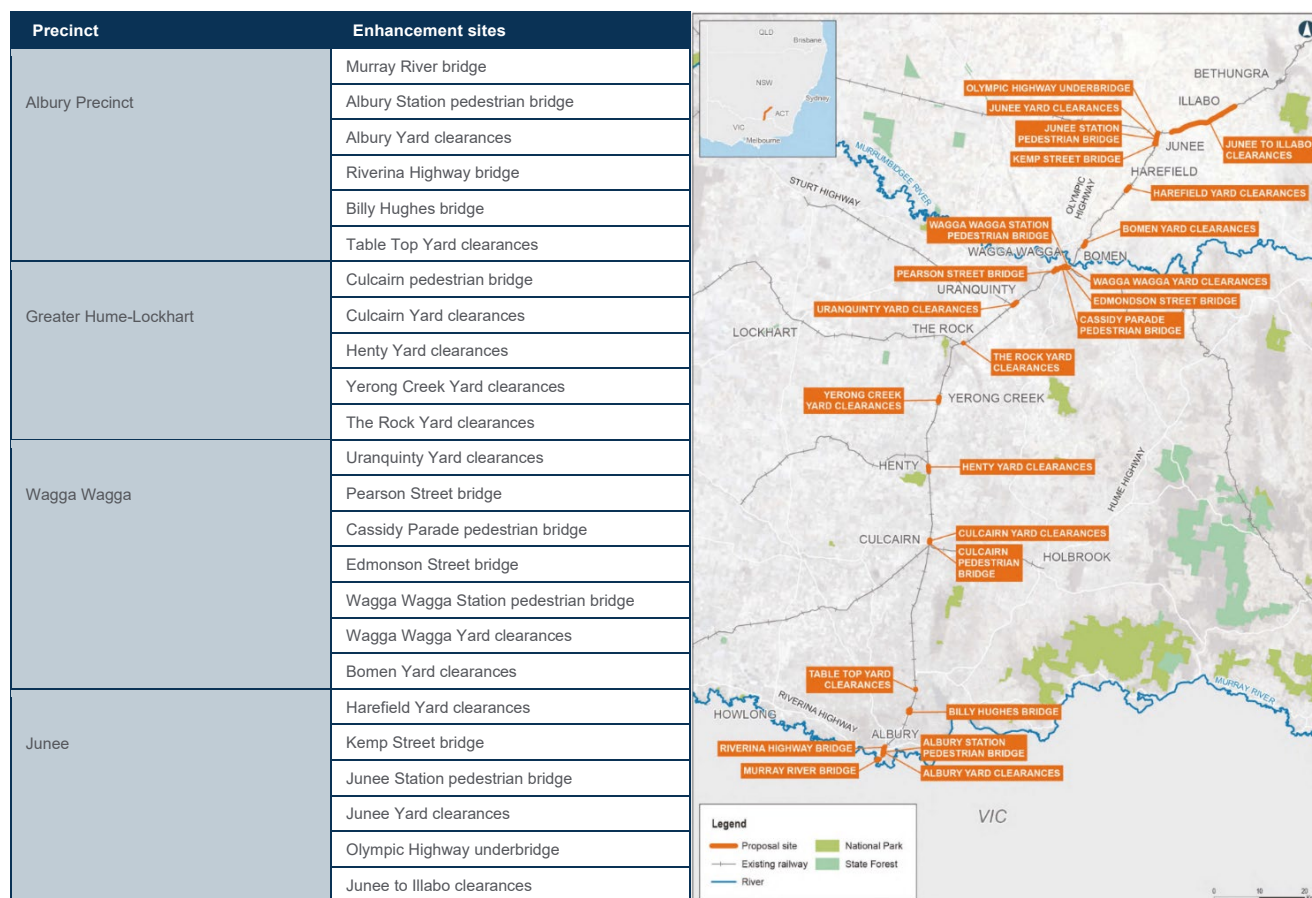 Precinct
Enhancement sites
Albury Precinct
Murray River bridge
Albury Station pedestrian bridge
Albury Yard clearances
Riverina Highway bridge
Billy Hughes bridge
Table Top Yard clearances
Greater Hume-Lockhart
Culcairn pedestrian bridge
Culcairn Yard clearances
Henty Yard clearances
Yerong Creek Yard clearances
The Rock Yard clearances
Wagga Wagga
Uranquinty Yard clearances
Pearson Street bridge
Cassidy Parade pedestrian bridge
Edmonson Street bridge
Wagga Wagga Station pedestrian bridge
Wagga Wagga Yard clearances
Bomen Yard clearances
Junee
Harefield Yard clearances
Kemp Street bridge
Junee Station pedestrian bridge
Junee Yard clearances
Olympic Highway underbridge
Junee to Illabo clearances
QLD
Brisbane
NSW
Sydney
ACT
VIC
Melbourne
BETHUNGRA
OLYMPIC HIGHWAY UNDERBRIDGE
ILLABO
JUNEE YARD CLEARANCES
JUNEE STATION
PEDESTRIAN BRIDGE
JUNEE
JUNEE TO ILLABO
CLEARANCES
KEMP STREET BRIDGE
MURRUMBIDGEE RIVER
HAREFIELD
STURT HIGHWAY
OLYMPIC
HIGHWAY
HAREFIELD YARD CLEARANCES
WAGGA WAGGA STATION
PEDESTRIAN BRIDGE
BOMEN YARD CLEARANCES
WAGGA WAGGA
BOMEN
PEARSON STREET BRIDGE
WAGGA WAGGA YARD CLEARANCES
URANQUINTY
EDMONDSON STREET BRIDGE
URANQUINTY YARD CLEARANCES
CASSIDY PARADE
PEDESTRIAN BRIDGE
LOCKHART
THE ROCK
THE ROCK YARD
CLEARANCES
YERONG CREEK
YARD CLEARANCES
YERONG CREEK
HENTY
HENTY YARD CLEARANCES
HUME HIGHWAY
CULCAIRN
CULCAIRN YARD CLEARANCES
CULCAIRN
PEDESTRIAN
BRIDGE
HOLBROOK
TABLE TOP YARD
CLEARANCES
MURRAY RIVER
HOWLONG
RIVERINA HIGHWAY
BILLY HUGHES BRIDGE
ALBURY
RIVERINA HIGHWAY BRIDGE
ALBURY STATION
PEDESTRIAN BRIDGE
MURRAY RIVER BRIDGE
ALBURY YARD CLEARANCES
VIC
Legend
Proposal site
National Park
Existing railway
State Forest
River
0 10 20